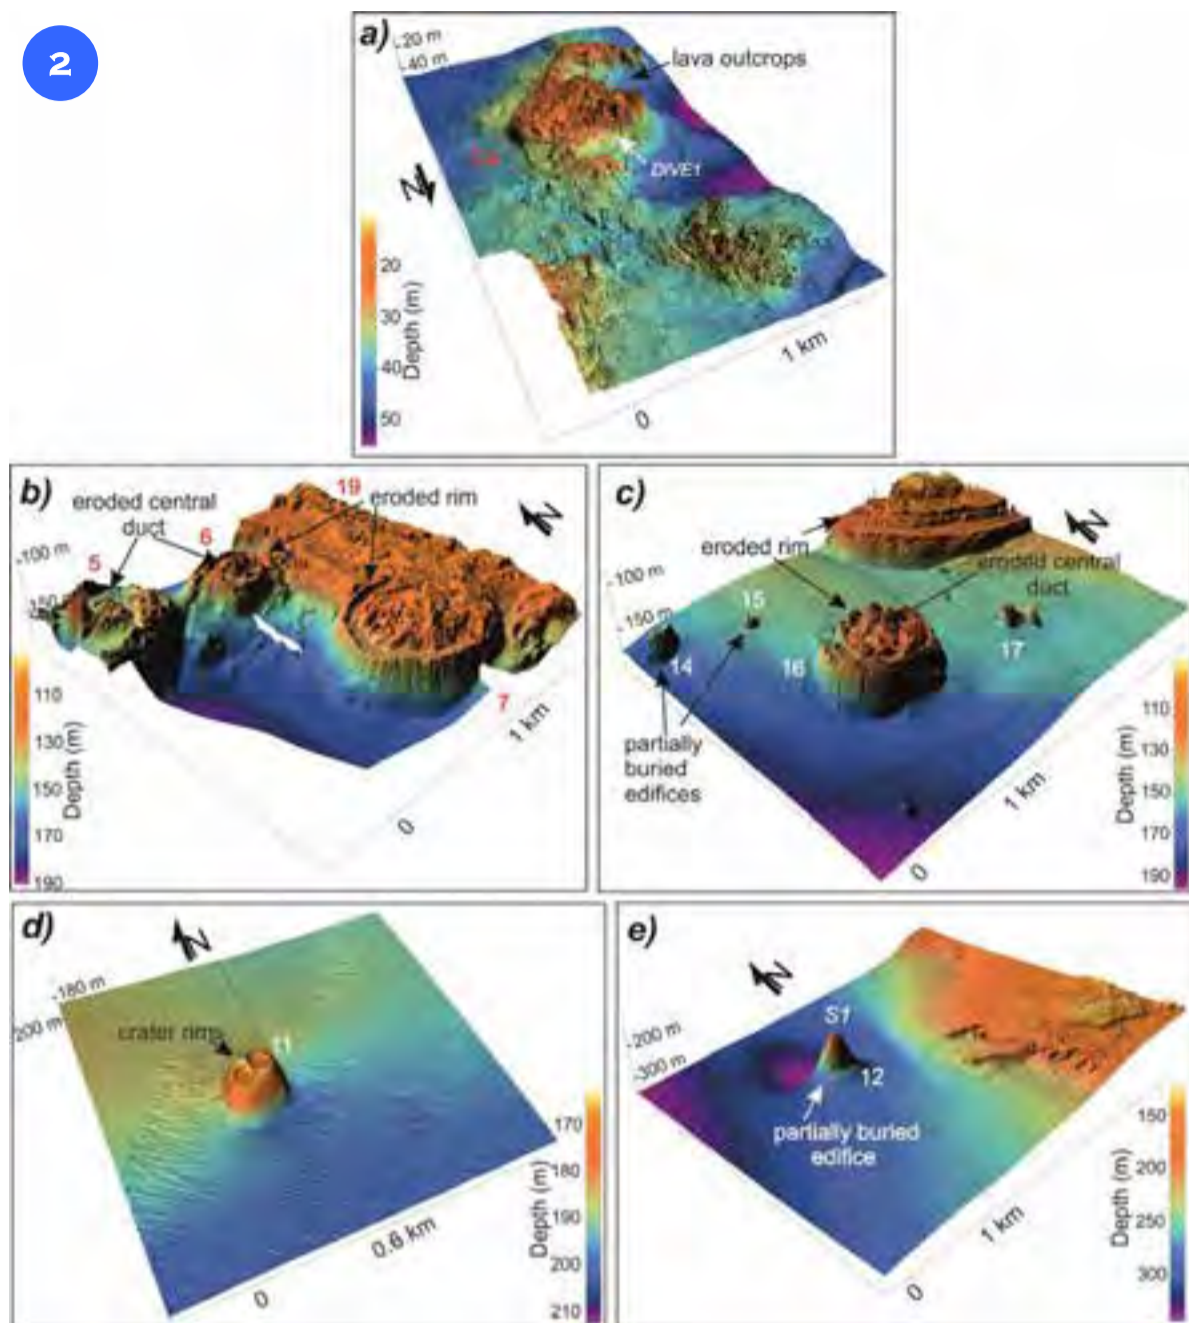 2
a)
-20 m
-40 m
lava outcrops
DIVE1
N
20
30
40
50
Depth (m)
1 km
0
b)
eroded central
duct
19
eroded rim
N
6
5
-100 m
110
130
150
170
190
Depth (m)
7
1 km
0
c)
N
eroded rim
eroded central
duct
-100 m
-150 m
15
14
16
17
partially
buried
edifices
110
130
150
170
190
Depth (m)
1 km
0
d)
N
-180 m
-200 m
crater rims
11
170
180
190
200
210
Depth (m)
0.6 km
0
e)
N
S1
-200 m
-300 m
12
partially buried
edifice
150
200
250
300
Depth (m)
1 km
0